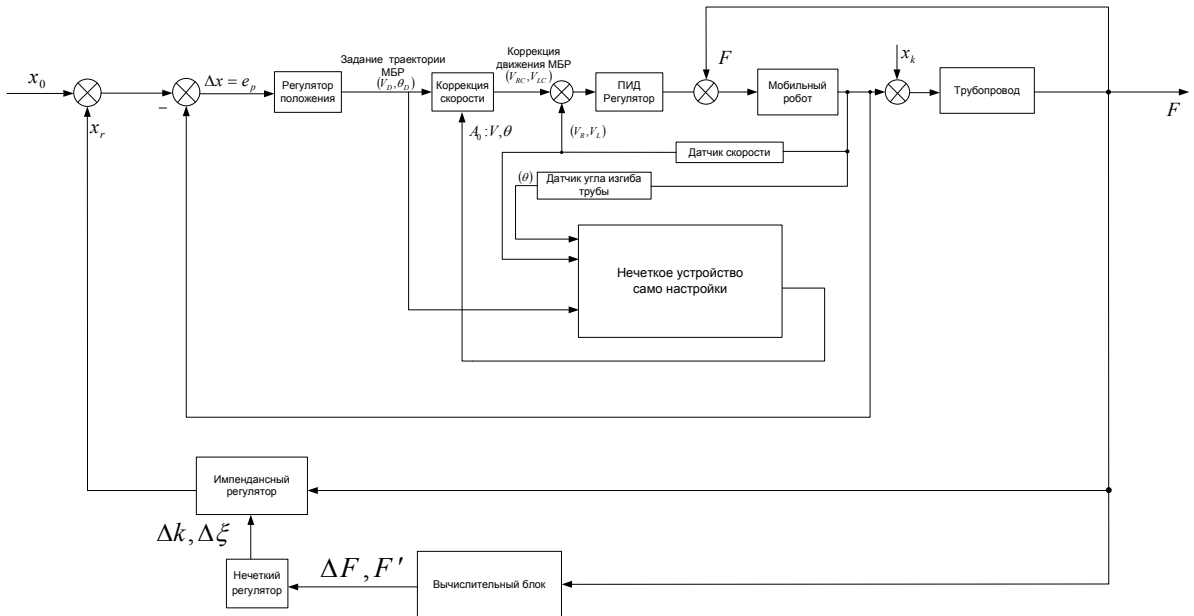 Задание траектории
МБР
(V_D, θ_D)
Коррекция
движения МБР
(V_RC, V_LC)
F
x_k
x_0
−
Δx = e_p
Регулятор
положения
Коррекция
скорости
ПИД
Регулятор
Мобильный
робот
Трубопровод
F
x_r
A_0 : V, θ
(V_R, V_L)
Датчик скорости
(θ)
Датчик угла изгиба
трубы
Нечеткое устройство
само настройки
Импендансный
регулятор
Δk, Δξ
Нечеткий
регулятор
ΔF, F'
Вычислительный блок